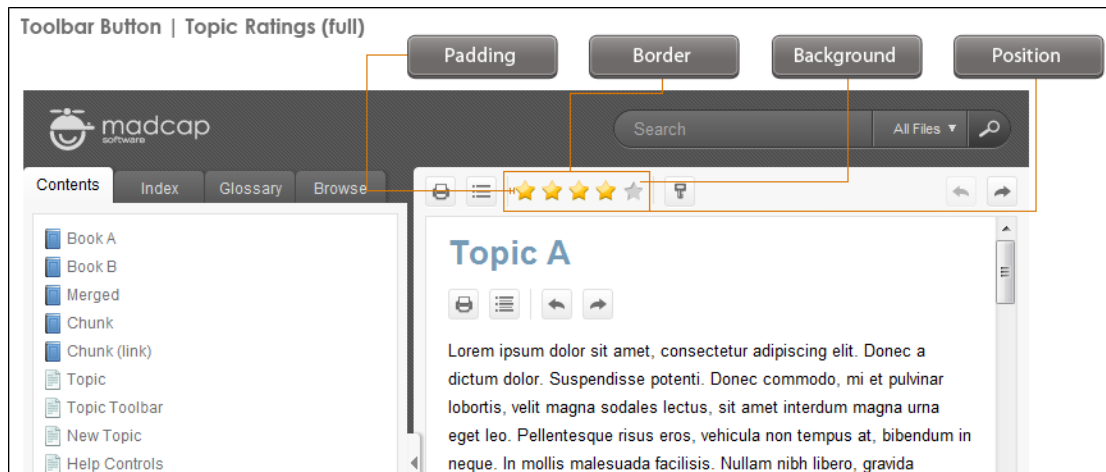 Toolbar Button | Topic Ratings (full)
Padding
Border
Background
Position
madcap
software
Search
All Files
Contents
Index
Glossary
Browse
Book A
Book B
Merged
Chunk
Chunk (link)
Topic
Topic Toolbar
New Topic
Help Controls
Topic A
Lorem ipsum dolor sit amet, consectetur adipiscing elit. Donec a
dictum dolor. Suspendisse potenti. Donec commodo, mi et pulvinar
lobortis, velit magna sodales lectus, sit amet interdum magna urna
eget leo. Pellentesque risus eros, vehicula non tempus at, bibendum in
neque. In mollis malesuada facilisis. Nullam nibh libero, gravida